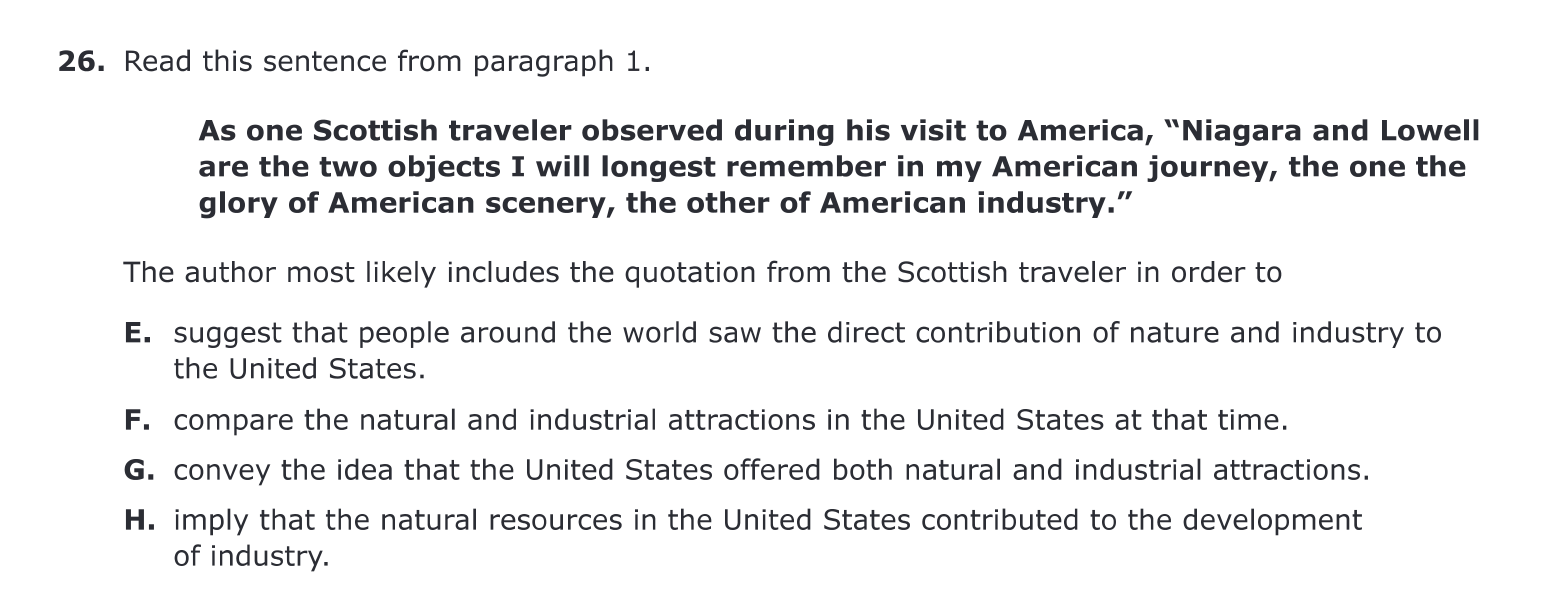 26. Read this sentence from paragraph 1.
As one Scottish traveler observed during his visit to America, “Niagara and Lowell
are the two objects I will longest remember in my American journey, the one the
glory of American scenery, the other of American industry.”
The author most likely includes the quotation from the Scottish traveler in order to
E. suggest that people around the world saw the direct contribution of nature and industry to
the United States.
F. compare the natural and industrial attractions in the United States at that time.
G. convey the idea that the United States offered both natural and industrial attractions.
H. imply that the natural resources in the United States contributed to the development
of industry.